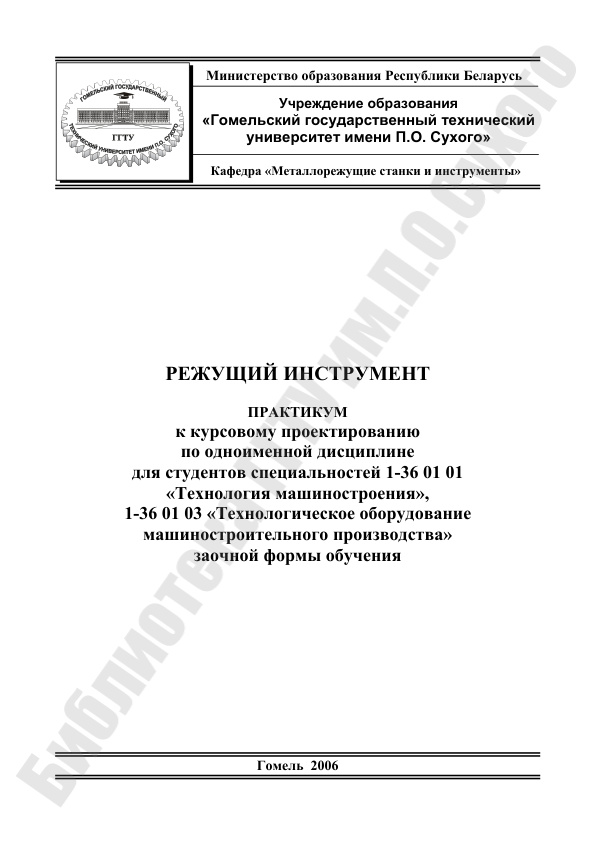 Министерство образования Республики Беларусь
Учреждение образования
«Гомельский государственный технический
университет имени П.О. Сухого»
Кафедра «Металлорежущие станки и инструменты»
ГОМЕЛЬСКИЙ ГОСУДАРСТВЕННЫЙ
ГГТУ
ТЕХНИЧЕСКИЙ УНИВЕРСИТЕТ ИМЕНИ П.О. СУХОГО
РЕЖУЩИЙ ИНСТРУМЕНТ
ПРАКТИКУМ
к курсовому проектированию
по одноименной дисциплине
для студентов специальностей 1-36 01 01
«Технология машиностроения»,
1-36 01 03 «Технологическое оборудование
машиностроительного производства»
заочной формы обучения
Гомель 2006
Библиотека ГГТУ им.П.О.Сухого